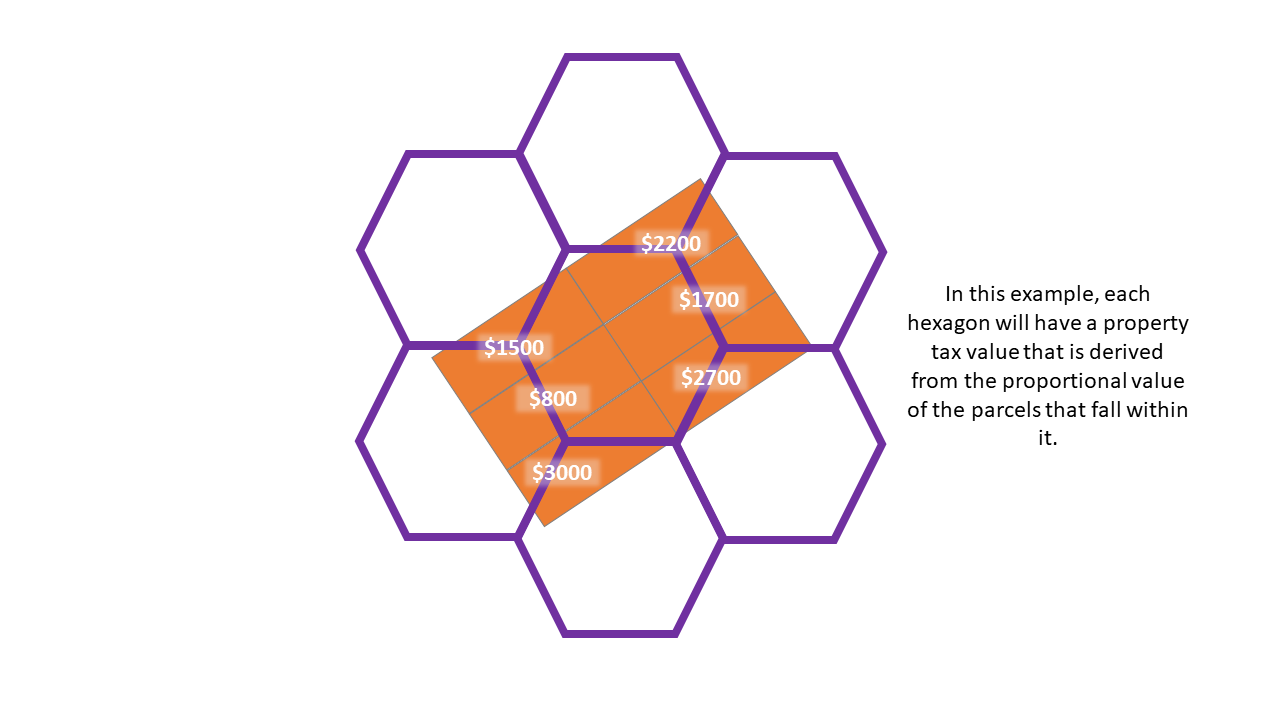 $2200
$1700
$1500
$2700
$800
$3000
In this example, each
hexagon will have a property
tax value that is derived
from the proportional value
of the parcels that fall within
it.